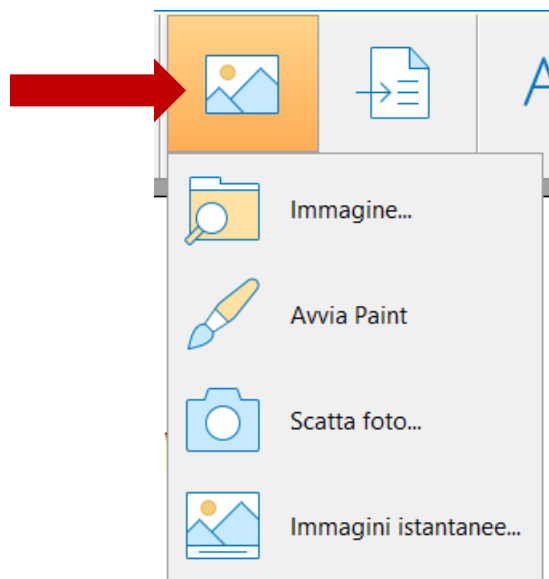 A
Immagine...
Avvia Paint
Scatta foto...
Immagini istantanee...